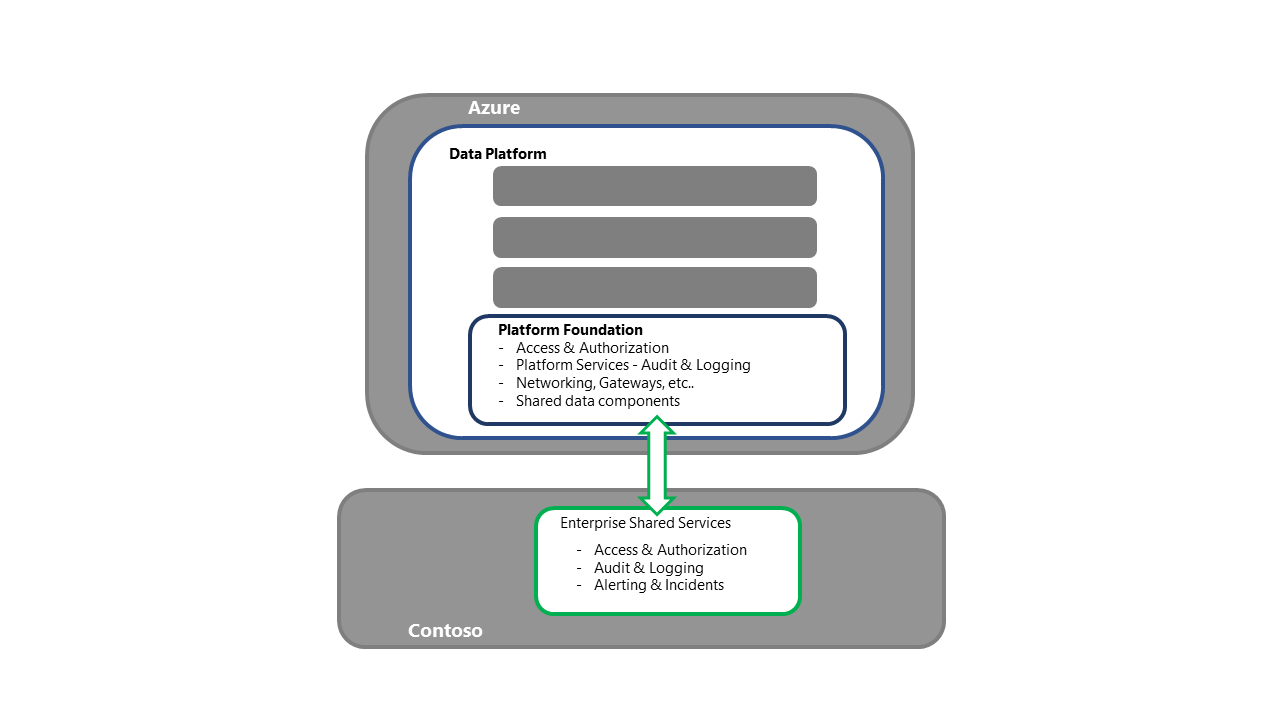 Azure
Data Platform
Platform Foundation
- Access & Authorization
- Platform Services - Audit & Logging
- Networking, Gateways, etc..
- Shared data components
Enterprise Shared Services
- Access & Authorization
- Audit & Logging
- Alerting & Incidents
Contoso